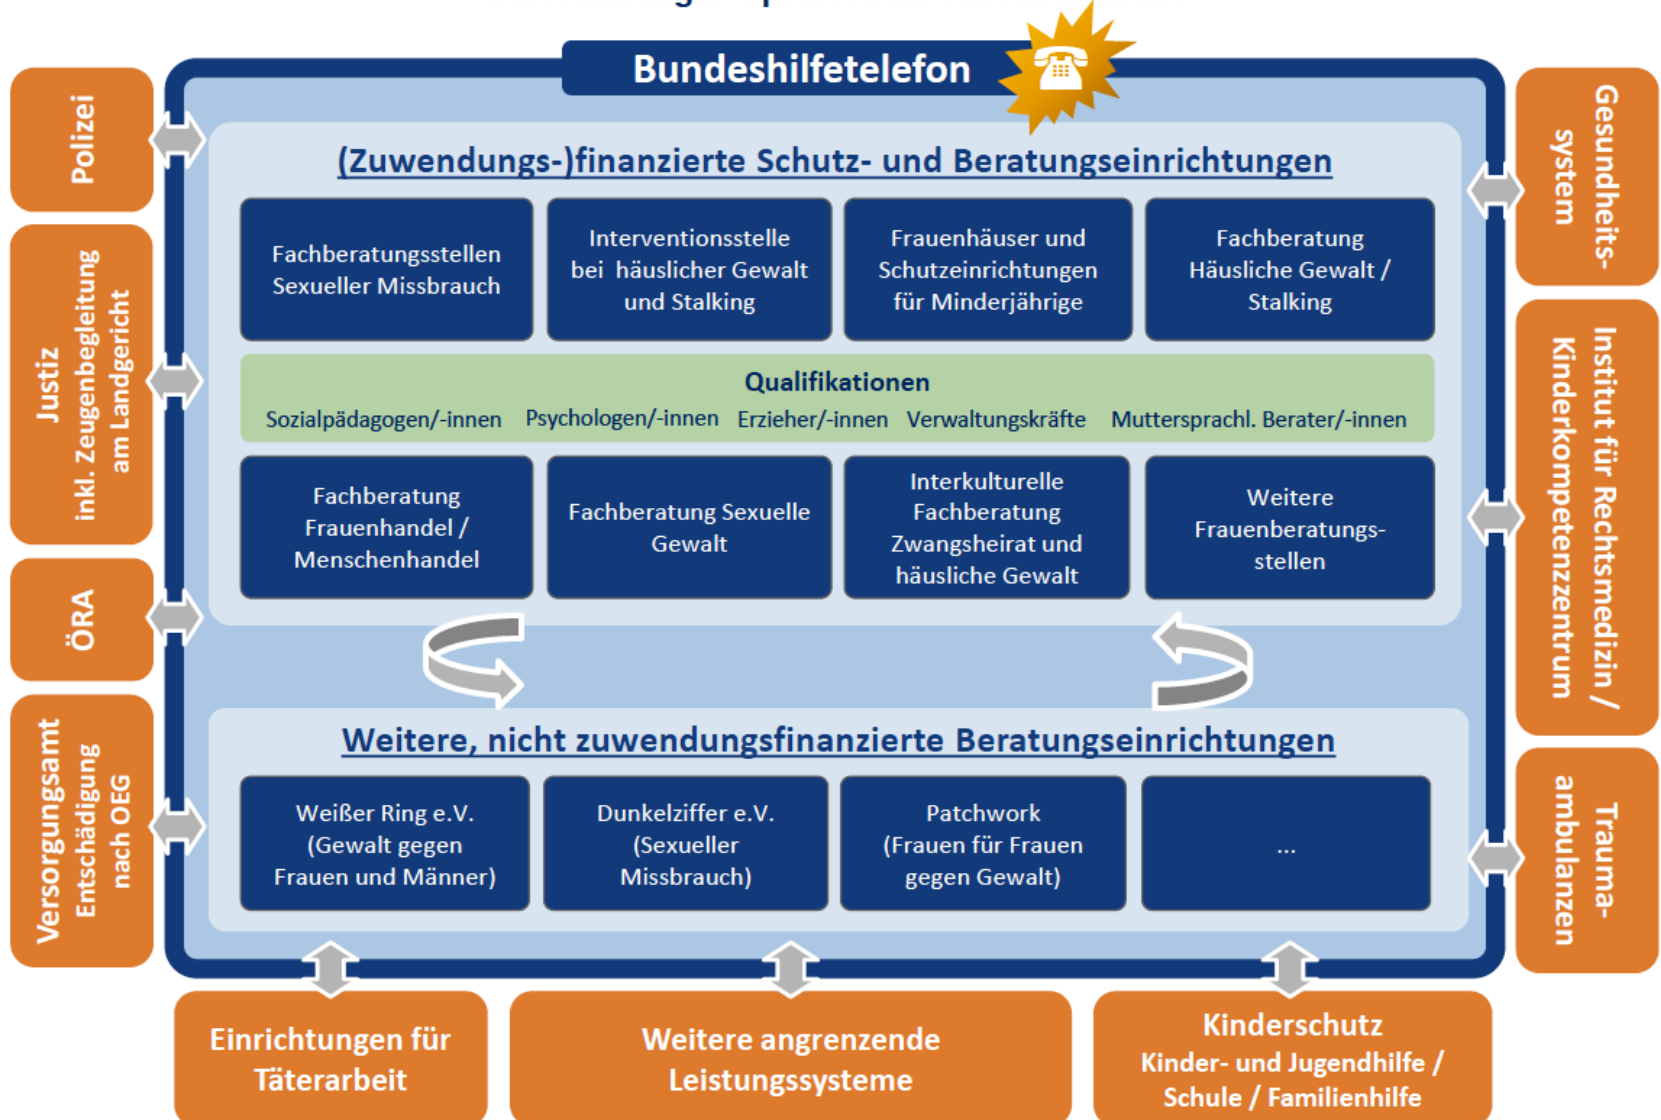 Bundeshilfetelefon
Polizei
Justiz
inkl. Zeugenbegleitung
am Landgericht
ÖRA
Versorgungsamt
Entschädigung
nach OEG
(Zuwendungs-)finanzierte Schutz- und Beratungseinrichtungen
Fachberatungsstellen
Sexueller Missbrauch
Interventionsstelle
bei häuslicher Gewalt
und Stalking
Frauenhäuser und
Schutzeinrichtungen
für Minderjährige
Fachberatung
Häusliche Gewalt /
Stalking
Qualifikationen
Sozialpädagogen/-innen Psychologen/-innen Erzieher/-innen Verwaltungskräfte Muttersprachl. Berater/-innen
Fachberatung
Frauenhandel /
Menschenhandel
Fachberatung Sexuelle
Gewalt
Interkulturelle
Fachberatung
Zwangsheirat und
häusliche Gewalt
Weitere
Frauenberatungs-
stellen
Weitere, nicht zuwendungsfinanzierte Beratungseinrichtungen
Weißer Ring e.V.
(Gewalt gegen
Frauen und Männer)
Dunkelziffer e.V.
(Sexueller
Missbrauch)
Patchwork
(Frauen für Frauen
gegen Gewalt)
...
Gesundheits-
system
Institut für Rechtsmedizin /
Kinderkompetenzzentrum
Trauma-
ambulanzen
Einrichtungen für
Täterarbeit
Weitere angrenzende
Leistungssysteme
Kinderschutz
Kinder- und Jugendhilfe /
Schule / Familienhilfe